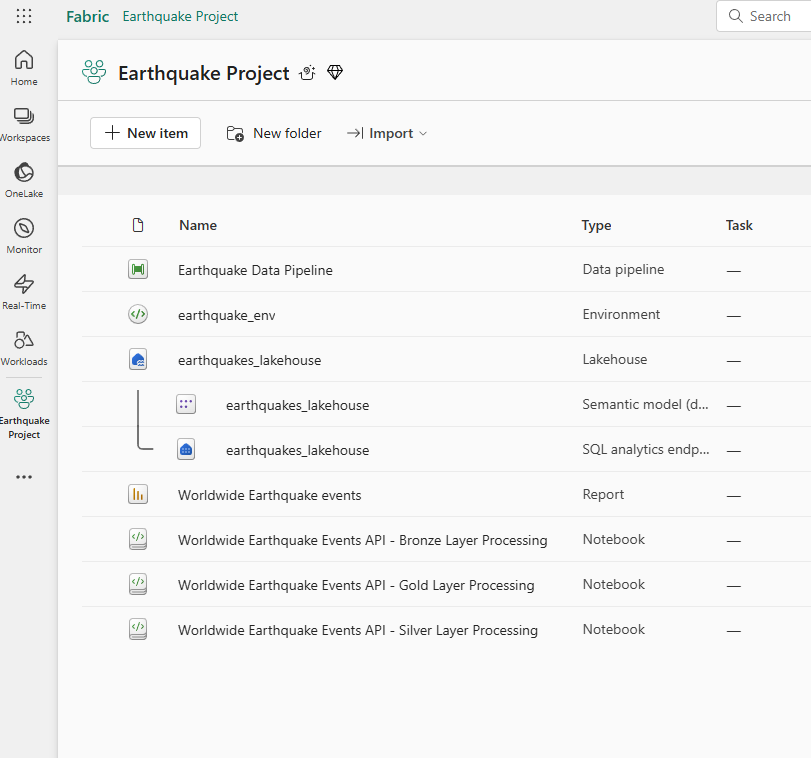 Fabric Earthquake Project
Search
Home
Workspaces
OneLake
Monitor
Real-Time
Workloads
Earthquake
Project
Earthquake Project
New item
New folder
Import
Name Type Task
Earthquake Data Pipeline Data pipeline —
earthquake_env Environment —
earthquakes_lakehouse Lakehouse —
earthquakes_lakehouse Semantic model (d... —
earthquakes_lakehouse SQL analytics endp... —
Worldwide Earthquake events Report —
Worldwide Earthquake Events API - Bronze Layer Processing Notebook —
Worldwide Earthquake Events API - Gold Layer Processing Notebook —
Worldwide Earthquake Events API - Silver Layer Processing Notebook —